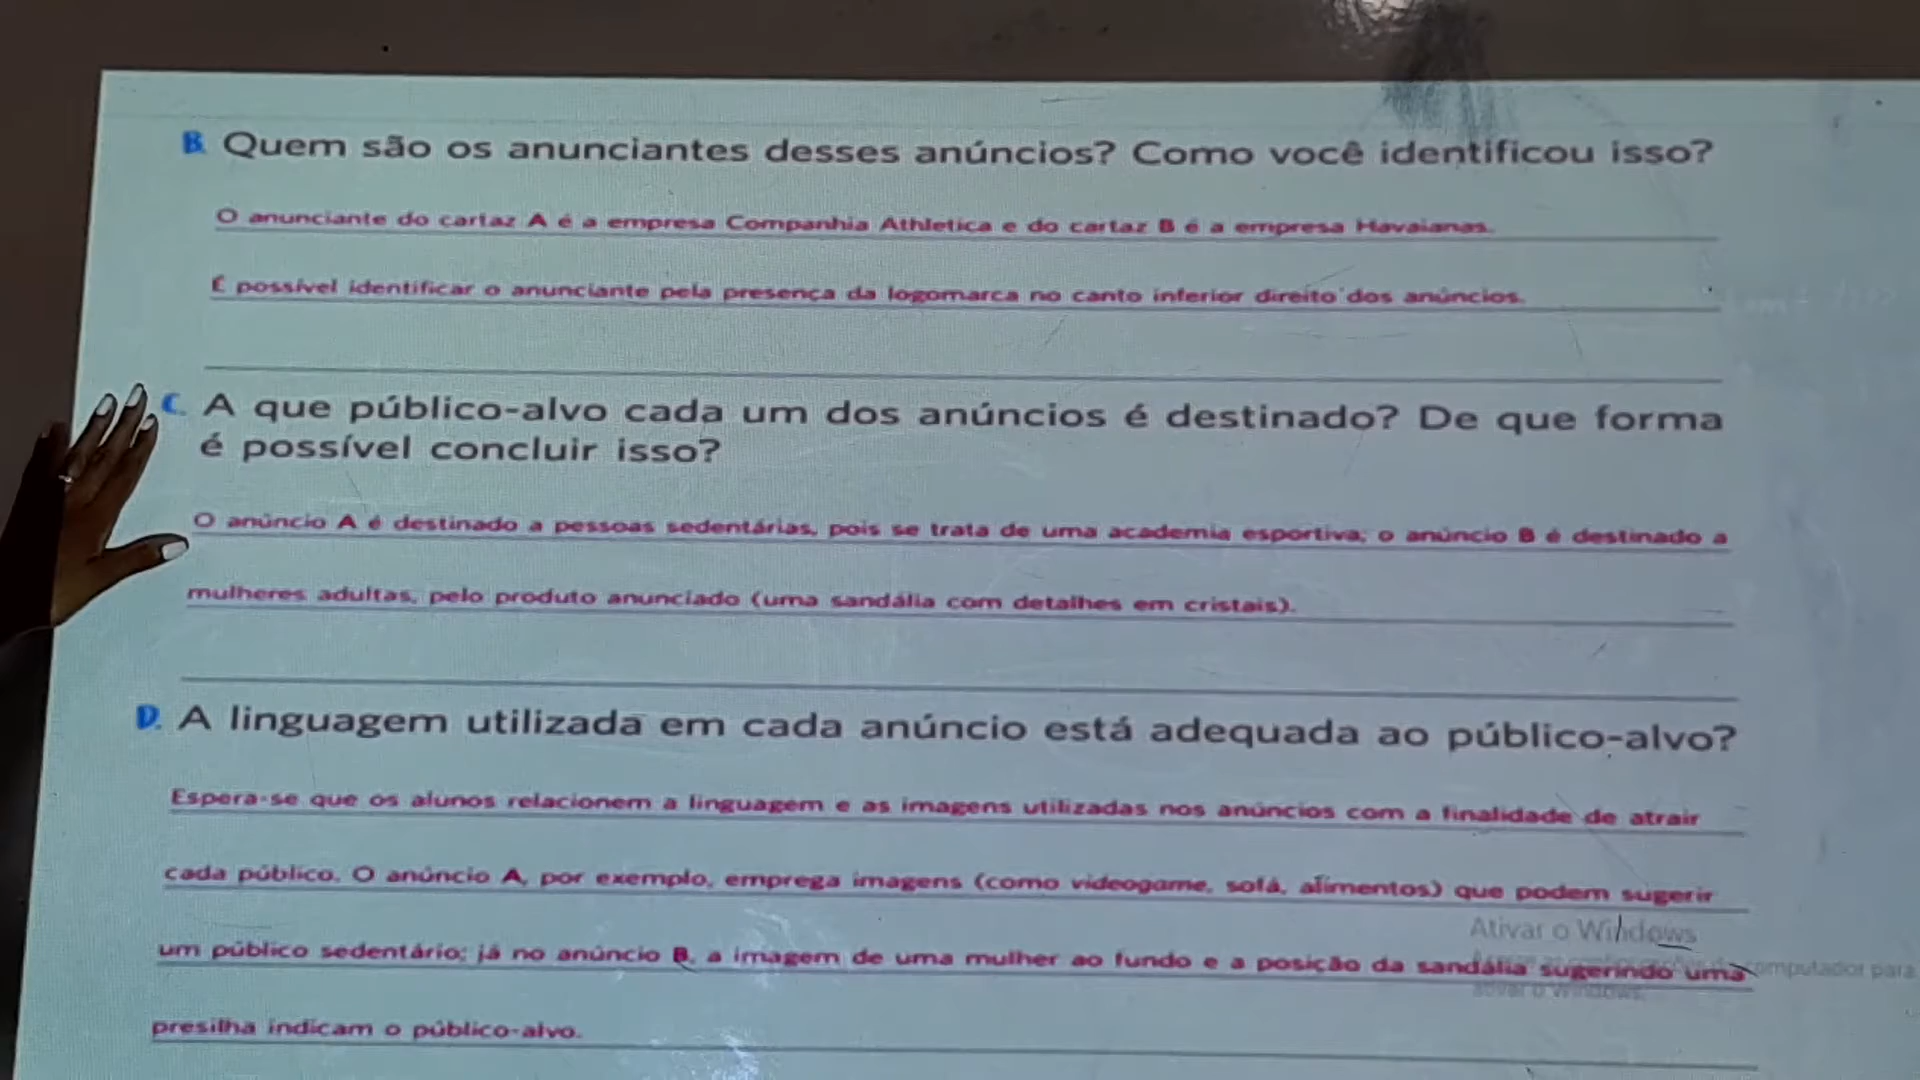 B. Quem são os anunciantes desses anúncios? Como você identificou isso?
O anunciante do cartaz A é a empresa Companhia Athletica e do cartaz B é a empresa Havaianas.
É possível identificar o anunciante pela presença da logomarca no canto inferior direito dos anúncios.
C. A que público-alvo cada um dos anúncios é destinado? De que forma
é possível concluir isso?
O anúncio A é destinado a pessoas sedentárias, pois se trata de uma academia esportiva; o anúncio B é destinado a
mulheres adultas, pelo produto anunciado (uma sandália com detalhes em cristais).
D. A linguagem utilizada em cada anúncio está adequada ao público-alvo?
Espera-se que os alunos relacionem a linguagem e as imagens utilizadas nos anúncios com a finalidade de atrair
cada público. O anúncio A, por exemplo, emprega imagens (como videogame, sofá, alimentos) que podem sugerir
um público sedentário; já no anúncio B, a imagem de uma mulher ao fundo e a posição da sandália sugerindo uma
presilha indicam o público-alvo.
Ativar o Windows
computador para
ativar o Windows.